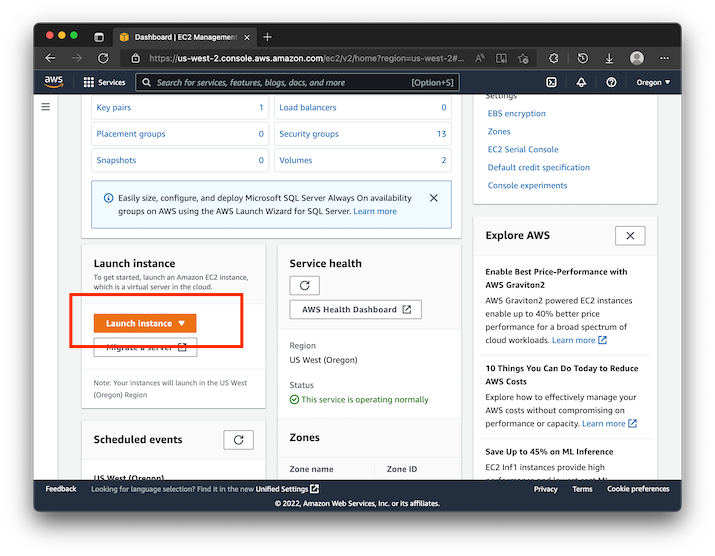 Dashboard | EC2 Management
https://us-west-2.console.aws.amazon.com/ec2/v2/home?region=us-west-2#...
aws
Services
Search for services, features, blogs, docs, and more
[Option+S]
Oregon
Key pairs 1
Load balancers 0
Placement groups 0
Security groups 13
Snapshots 0
Volumes 2
Easily size, configure, and deploy Microsoft SQL Server Always On availability
groups on AWS using the AWS Launch Wizard for SQL Server. Learn more
Launch instance
To get started, launch an Amazon EC2 instance,
which is a virtual server in the cloud.
Launch instance
Migrate a server
Note: Your instances will launch in the US West
(Oregon) Region
Scheduled events
US West (Oregon)
Service health
AWS Health Dashboard
Region
US West (Oregon)
Status
This service is operating normally
Zones
Zone name
Zone ID
Settings
EBS encryption
Zones
EC2 Serial Console
Default credit specification
Console experiments
Explore AWS
Enable Best Price-Performance with
AWS Graviton2
AWS Graviton2 powered EC2 instances
enable up to 40% better price
performance for a broad spectrum of
cloud workloads. Learn more
10 Things You Can Do Today to Reduce
AWS Costs
Explore how to effectively manage your
AWS costs without compromising on
performance or capacity. Learn more
Save Up to 45% on ML Inference
EC2 Inf1 instances provide high
Feedback
Looking for language selection? Find it in the new Unified Settings
Privacy
Terms
Cookie preferences
© 2022, Amazon Web Services, Inc. or its affiliates.